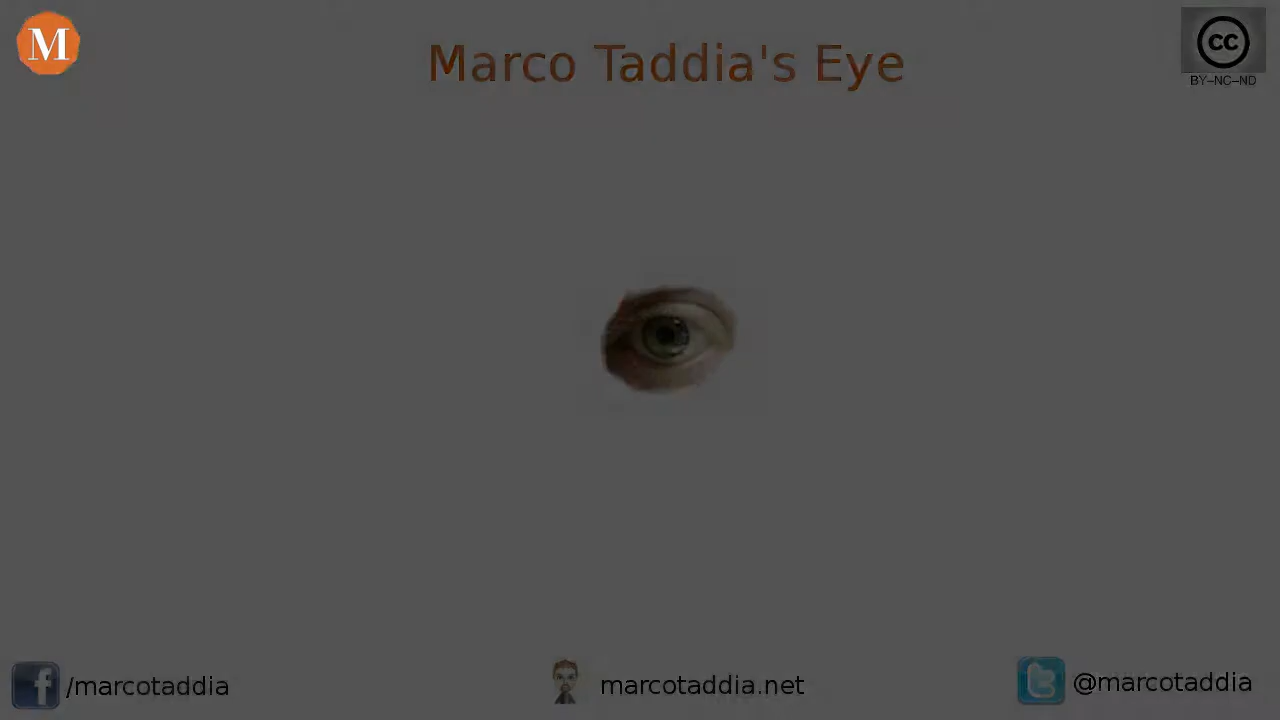 M
Marco Taddia's Eye
cc
BY–NC–ND
f /marcotaddia
marcotaddia.net
t @marcotaddia